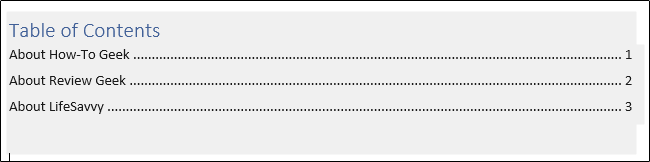 Table of Contents
About How-To Geek ........................................................................................................................ 1
About Review Geek ......................................................................................................................... 2
About LifeSavvy .............................................................................................................................. 3